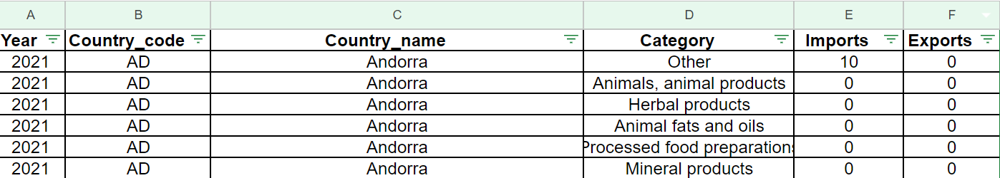 A B C D E F
Year Country_code Country_name Category Imports Exports
2021 AD Andorra Other 10 0
2021 AD Andorra Animals, animal products 0 0
2021 AD Andorra Herbal products 0 0
2021 AD Andorra Animal fats and oils 0 0
2021 AD Andorra Processed food preparations 0 0
2021 AD Andorra Mineral products 0 0